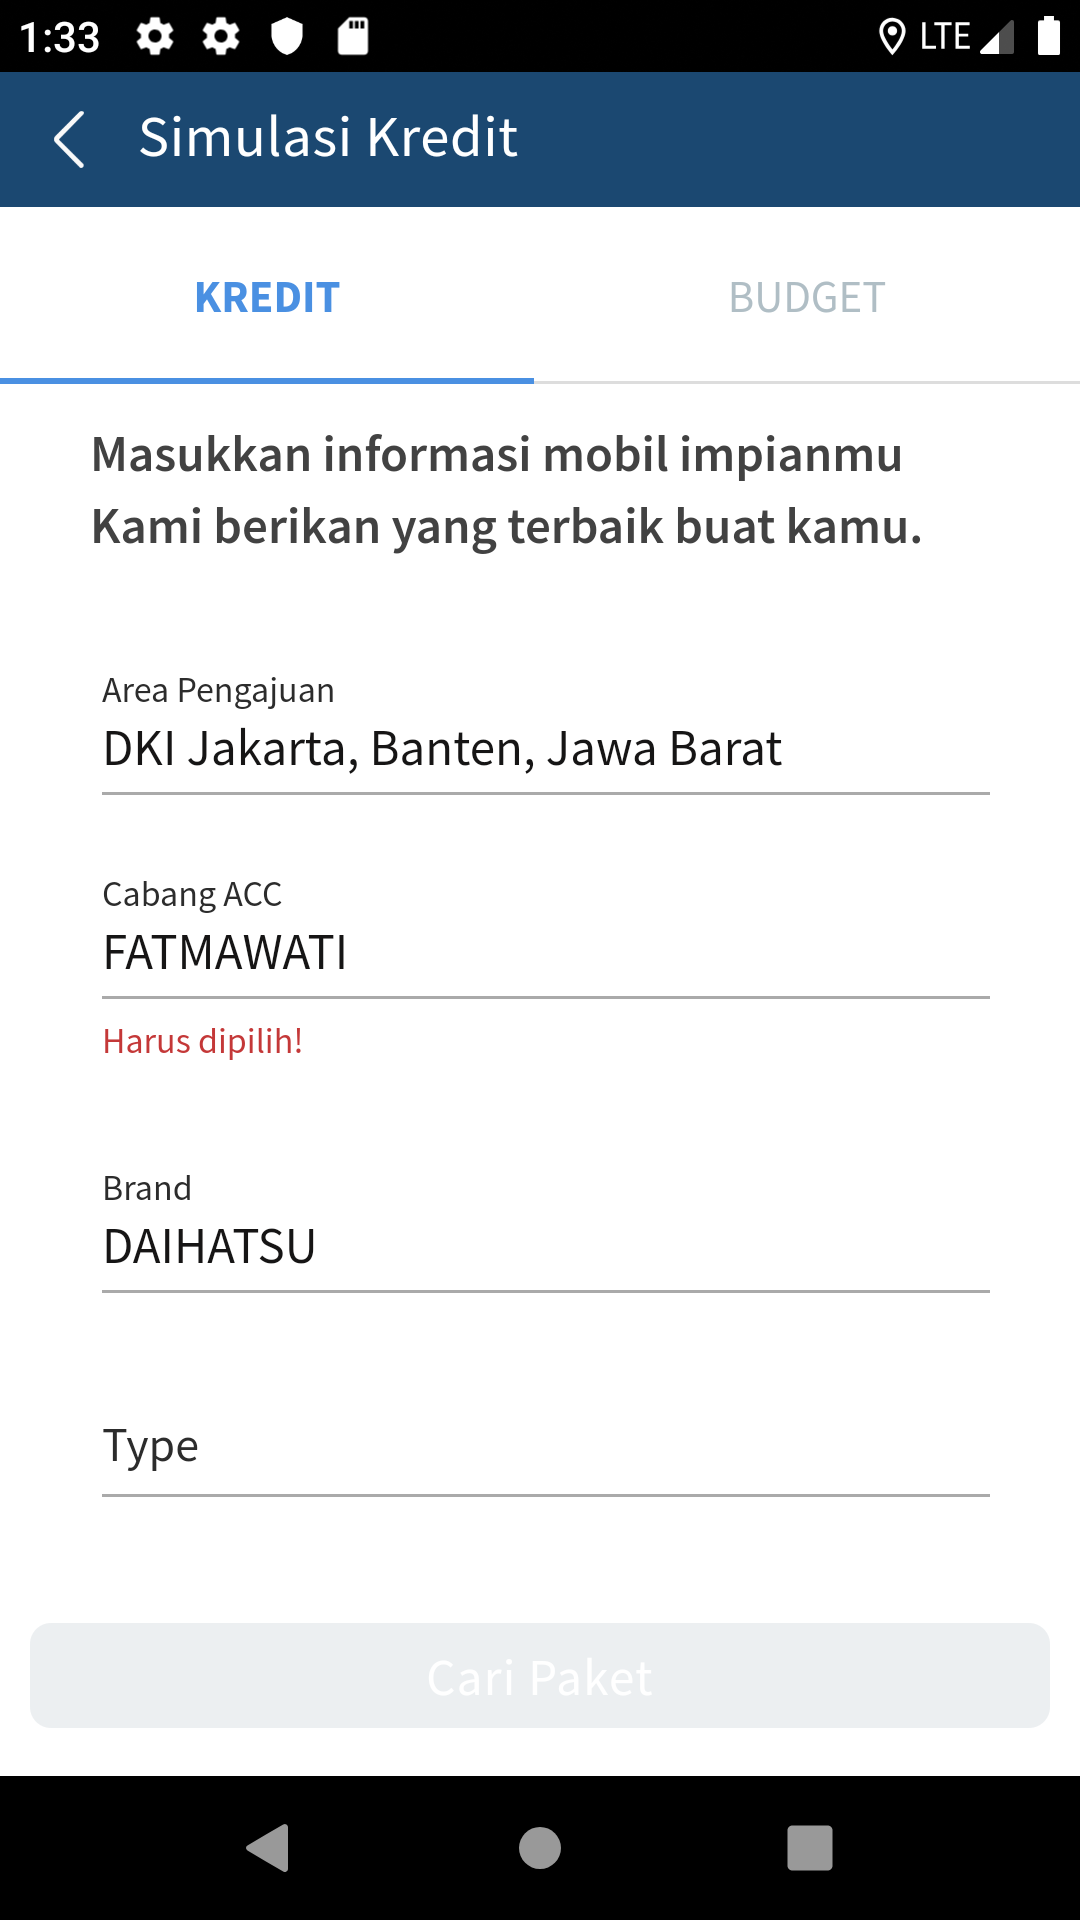 1:33
LTE
Simulasi Kredit
KREDIT
BUDGET
Masukkan informasi mobil impianmu
Kami berikan yang terbaik buat kamu.
Area Pengajuan
DKI Jakarta, Banten, Jawa Barat
Cabang ACC
FATMAWATI
Harus dipilih!
Brand
DAIHATSU
Type
Cari Paket